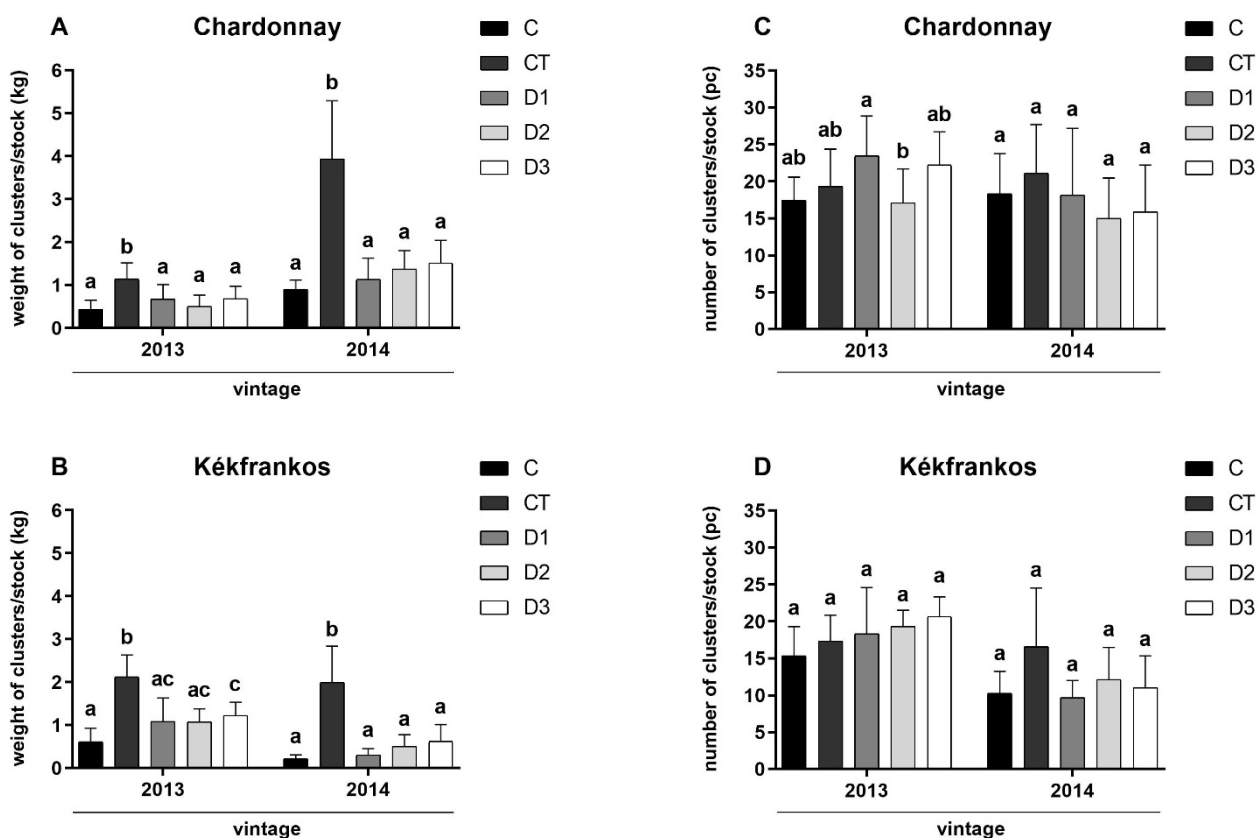 A Chardonnay
weight of clusters/stock (kg)
6
5
4
3
2
1
0
a b a a a
a b a a a
2013 2014
vintage
C
CT
D1
D2
D3
C Chardonnay
number of clusters/stock (pc)
35
30
25
20
15
10
5
0
ab ab a b ab
a a a a a
2013 2014
vintage
C
CT
D1
D2
D3
B Kékfrankos
weight of clusters/stock (kg)
6
5
4
3
2
1
0
a b ac ac c
a b a a a
2013 2014
vintage
C
CT
D1
D2
D3
D Kékfrankos
number of clusters/stock (pc)
35
30
25
20
15
10
5
0
a a a a a
a a a a a
2013 2014
vintage
C
CT
D1
D2
D3